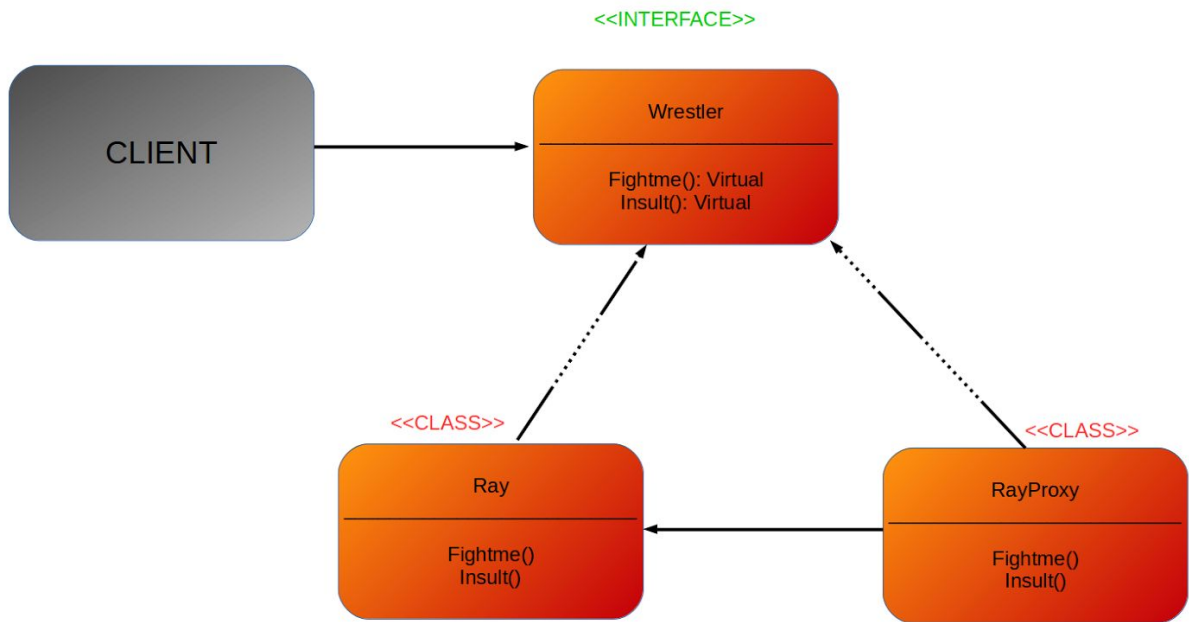 <<INTERFACE>>
CLIENT
Wrestler
Fightme(): Virtual
Insult(): Virtual
<<CLASS>>
Ray
Fightme()
Insult()
<<CLASS>>
RayProxy
Fightme()
Insult()